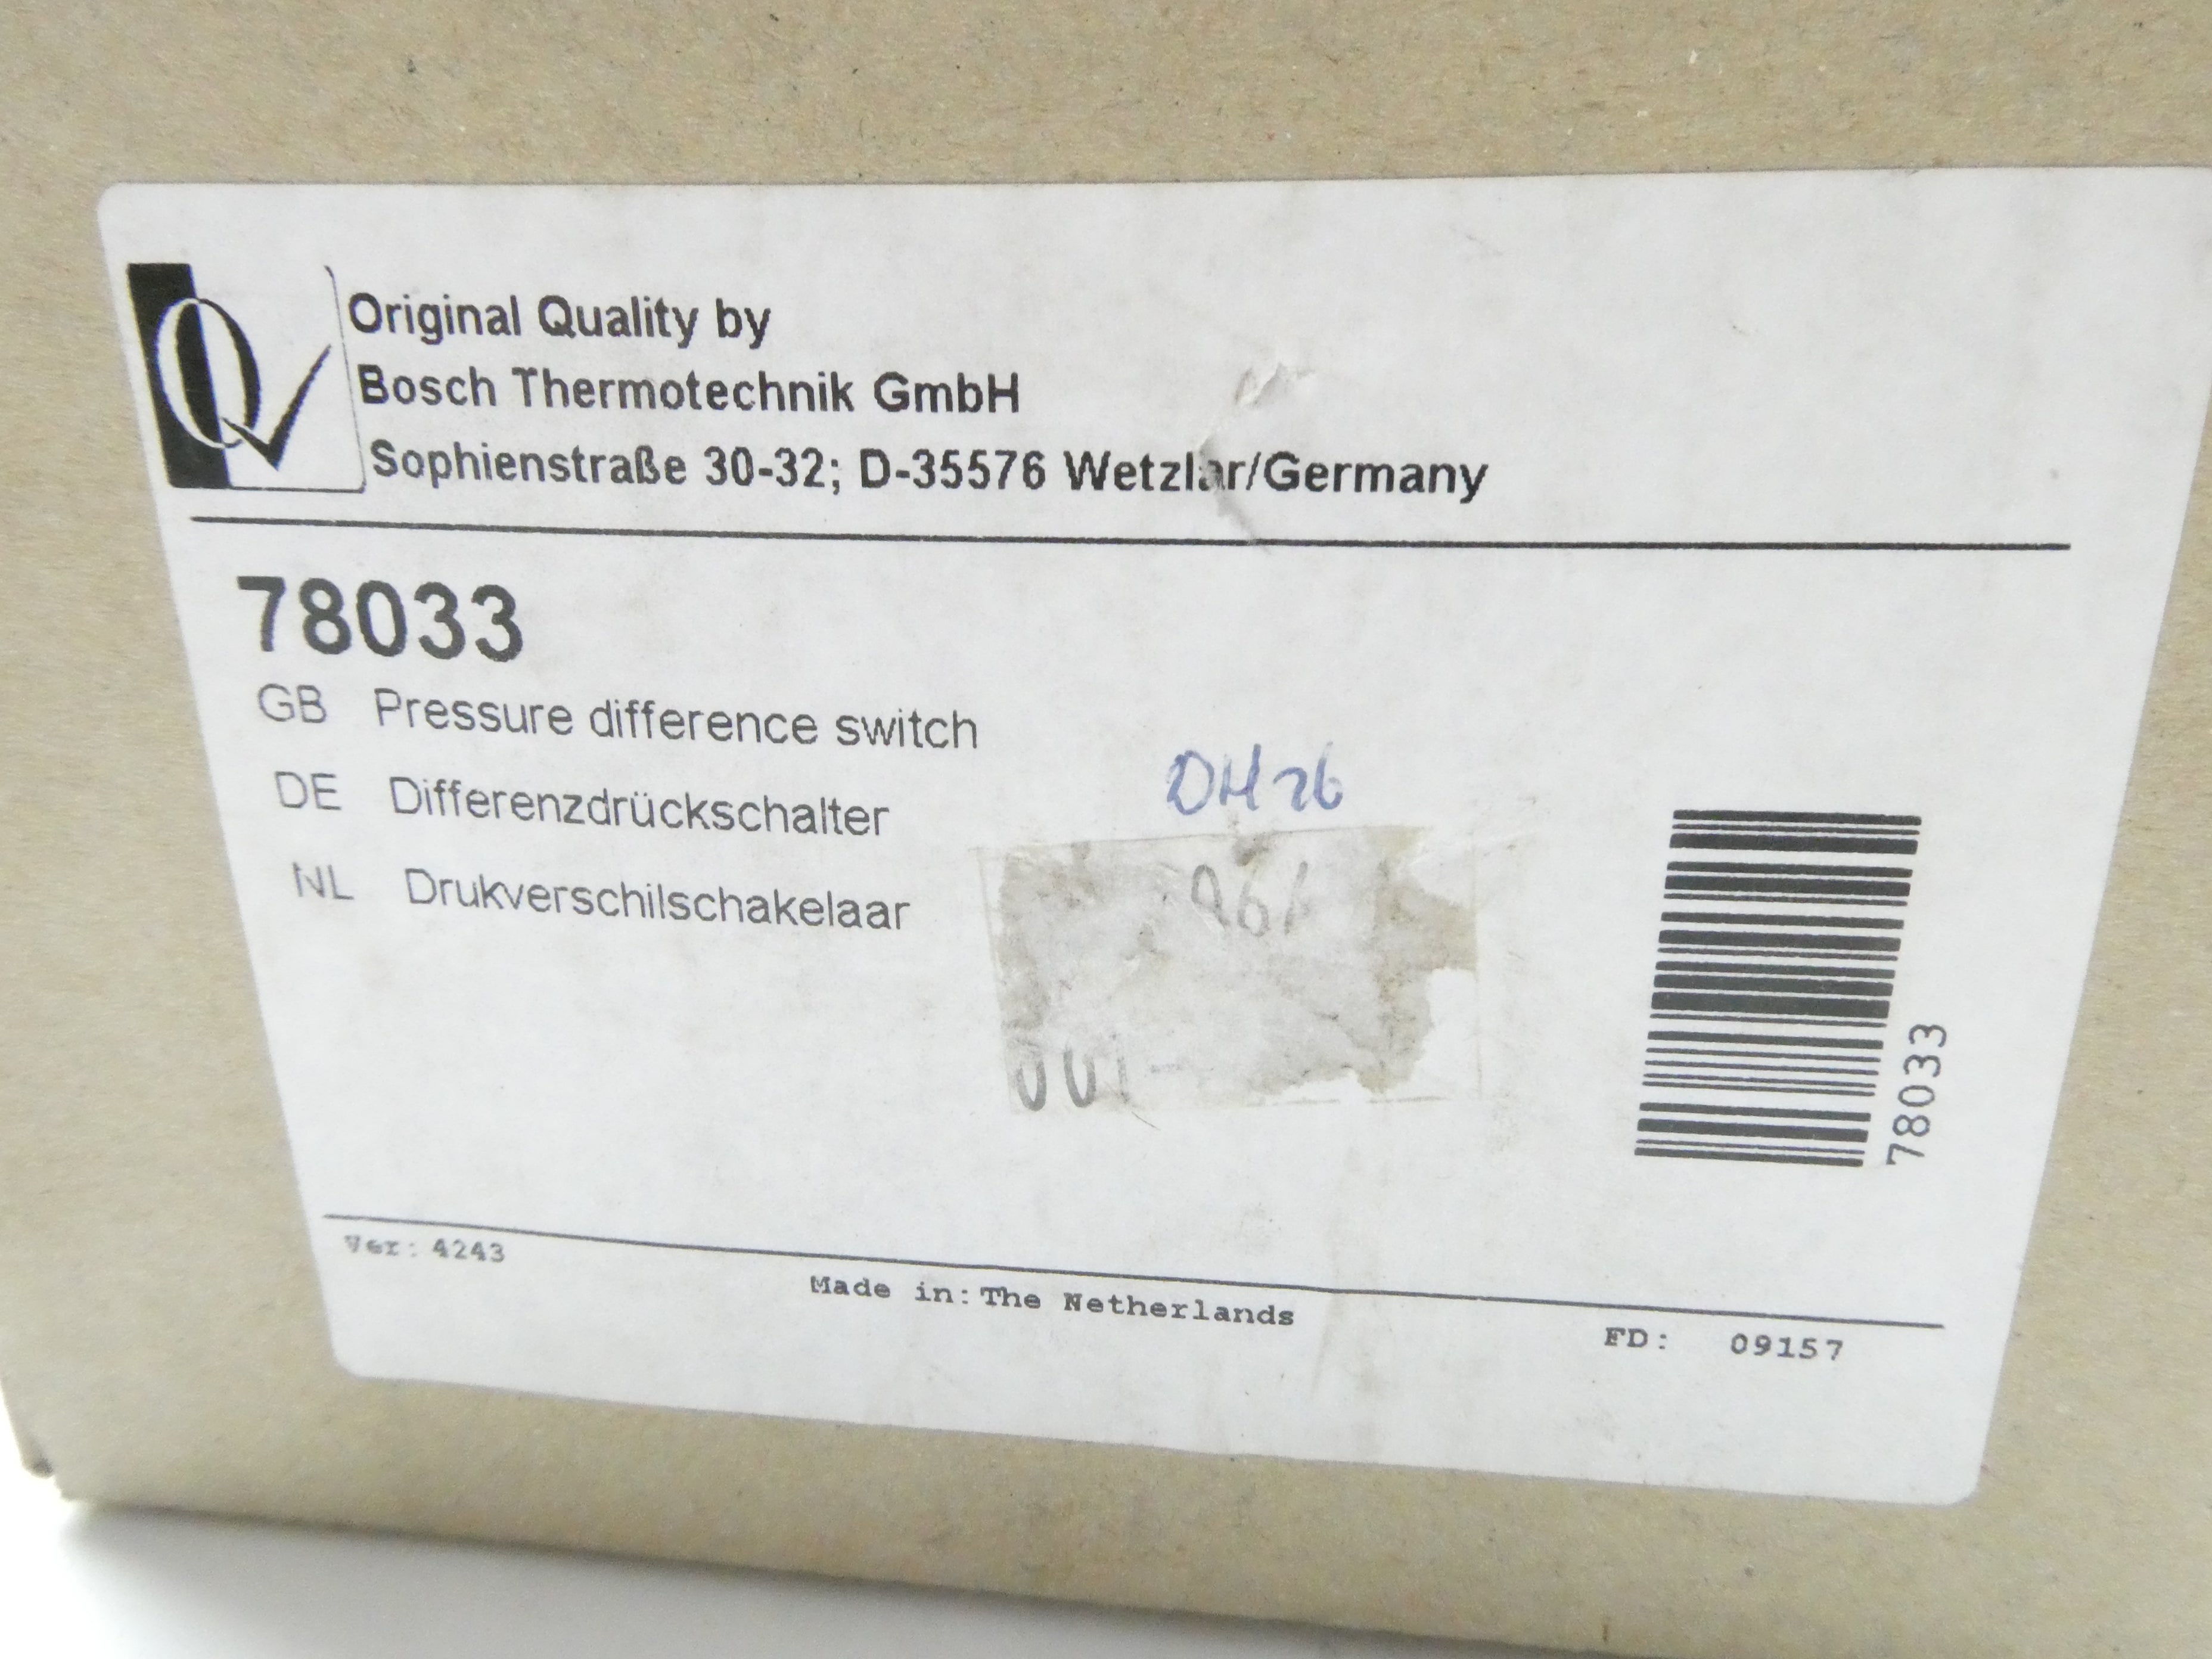 Original Quality by
Bosch Thermotechnik GmbH
Sophienstraße 30-32; D-35576 Wetzlar/Germany
78033
GB Pressure difference switch
DE Differenzdrückschalter
NL Drukverschilschakelaar
78033
Ver: 4243
Made in: The Netherlands
FD: 09157